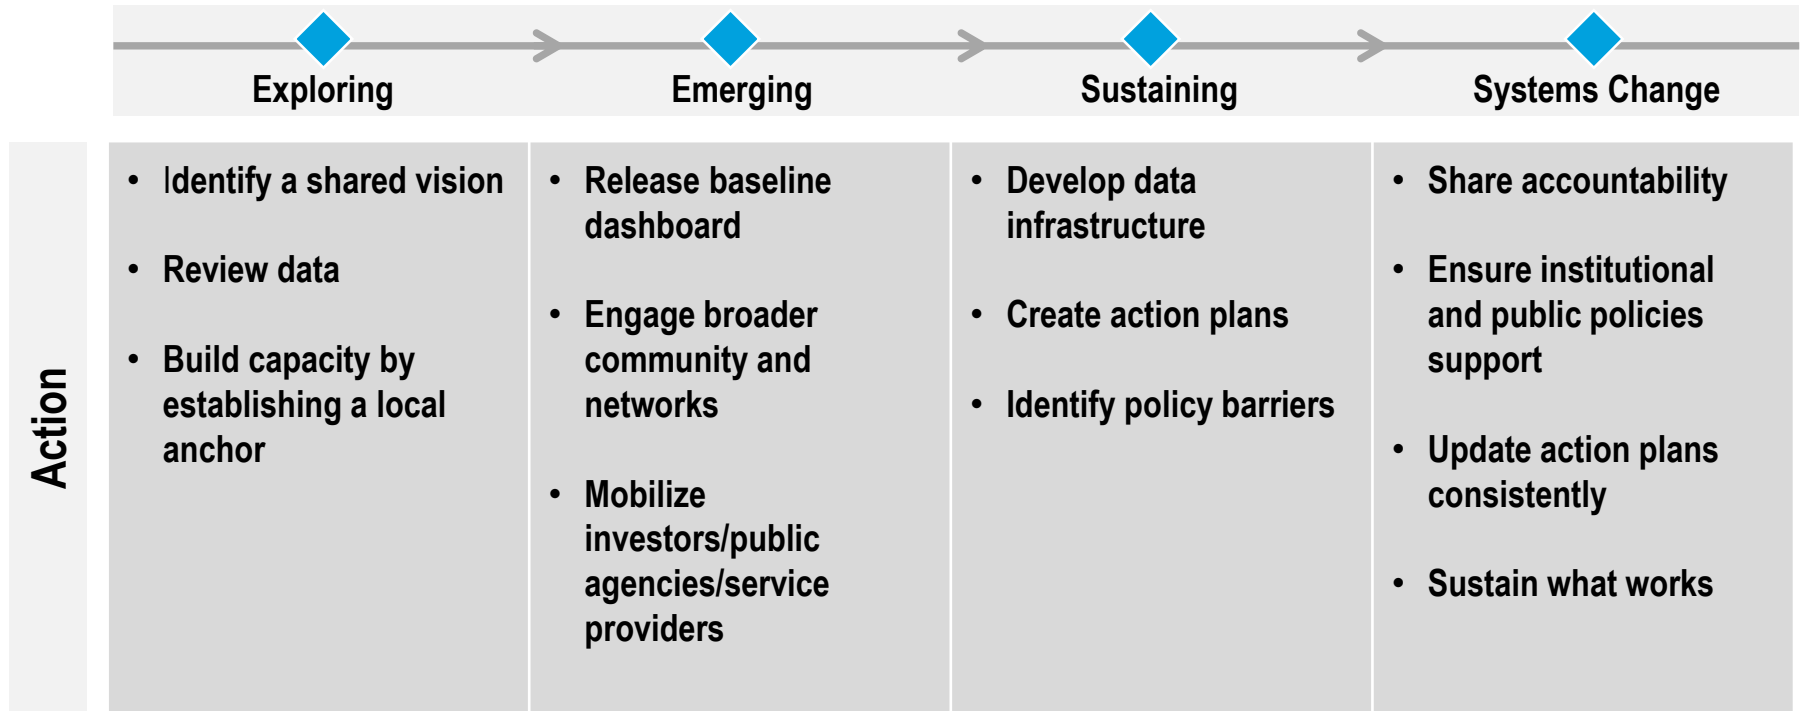 Exploring
Emerging
Sustaining
Systems Change
Action
• Identify a shared vision
• Review data
• Build capacity by
establishing a local
anchor
• Release baseline
dashboard
• Engage broader
community and
networks
• Mobilize
investors/public
agencies/service
providers
• Develop data
infrastructure
• Create action plans
• Identify policy barriers
• Share accountability
• Ensure institutional
and public policies
support
• Update action plans
consistently
• Sustain what works